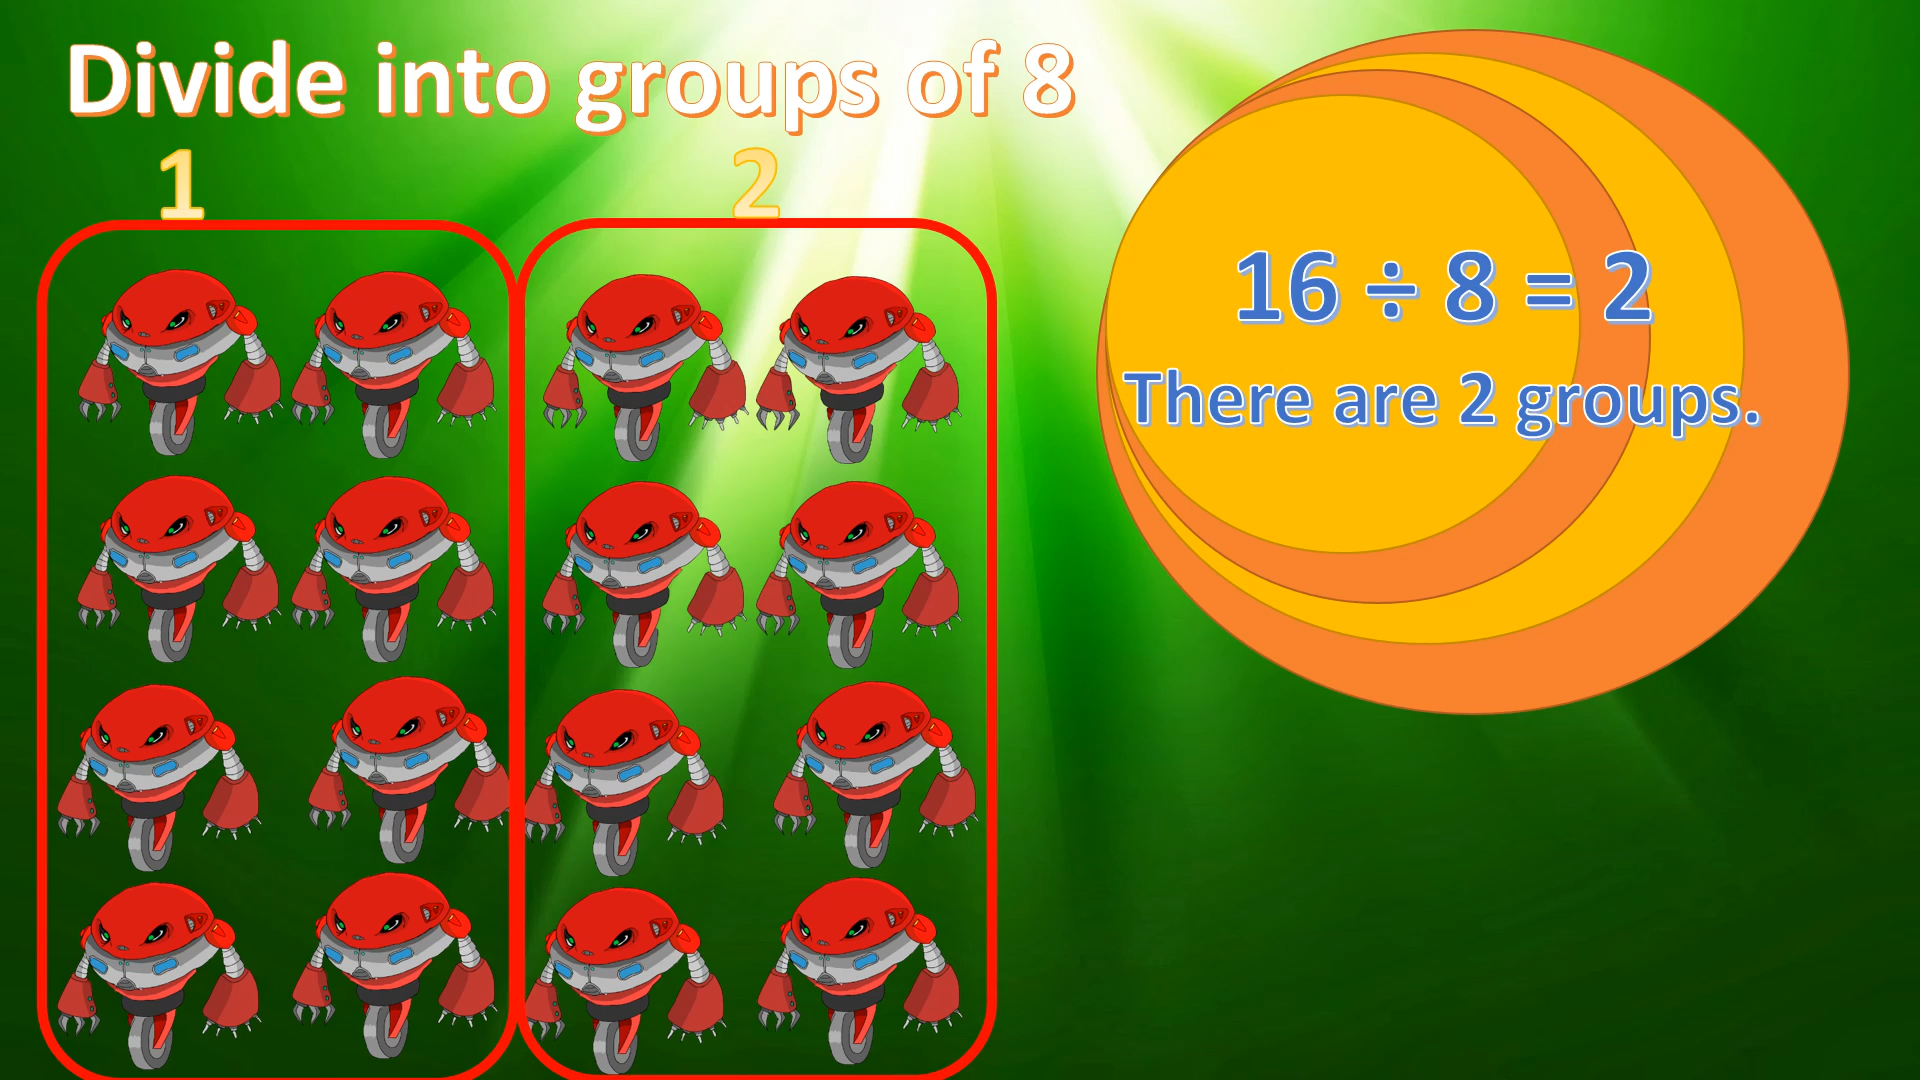 Divide into groups of 8
1 2
16 ÷ 8 = 2
There are 2 groups.